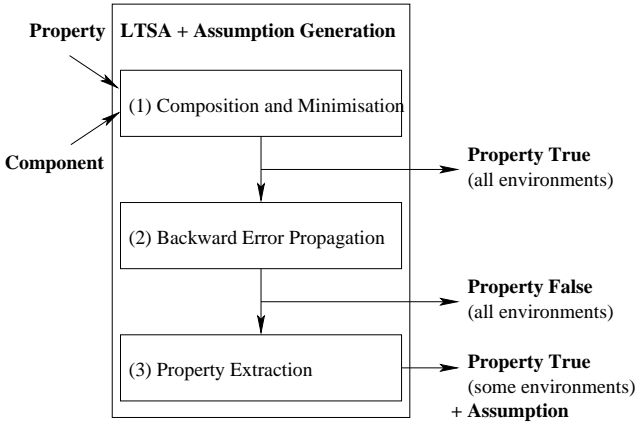 Property
LTSA + Assumption Generation
(1) Composition and Minimisation
Component
Property True
(all environments)
(2) Backward Error Propagation
Property False
(all environments)
(3) Property Extraction
Property True
(some environments)
+ Assumption